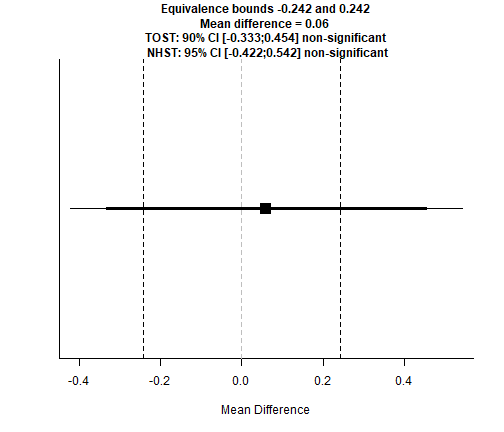 Equivalence bounds -0.242 and 0.242
Mean difference = 0.06
TOST: 90% CI [-0.333;0.454] non-significant
NHST: 95% CI [-0.422;0.542] non-significant
-0.4 -0.2 0.0 0.2 0.4
Mean Difference